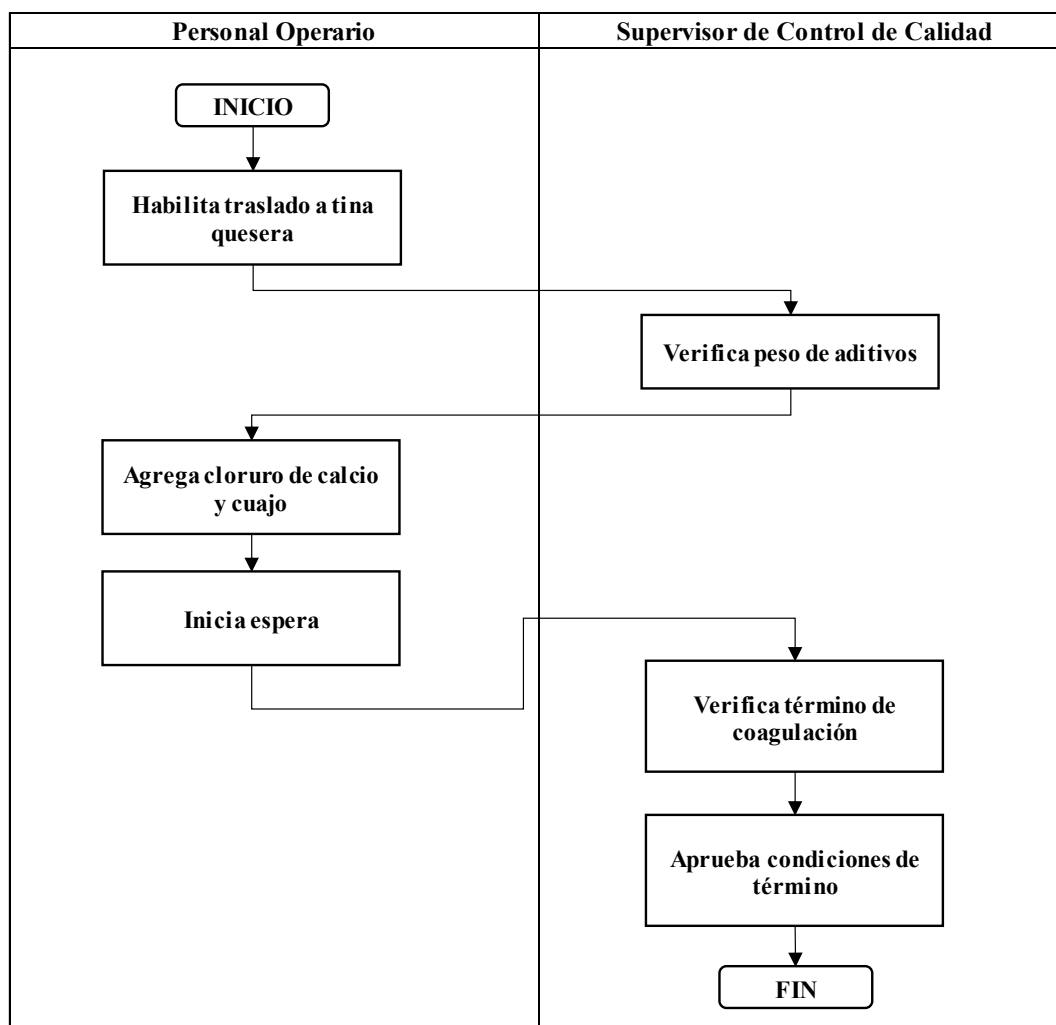 Personal Operario
Supervisor de Control de Calidad
INICIO
Habilita traslado a tina
quesera
Verifica peso de aditivos
Agrega cloruro de calcio
y cuajo
Inicia espera
Verifica término de
coagulación
Aprueba condiciones de
término
FIN